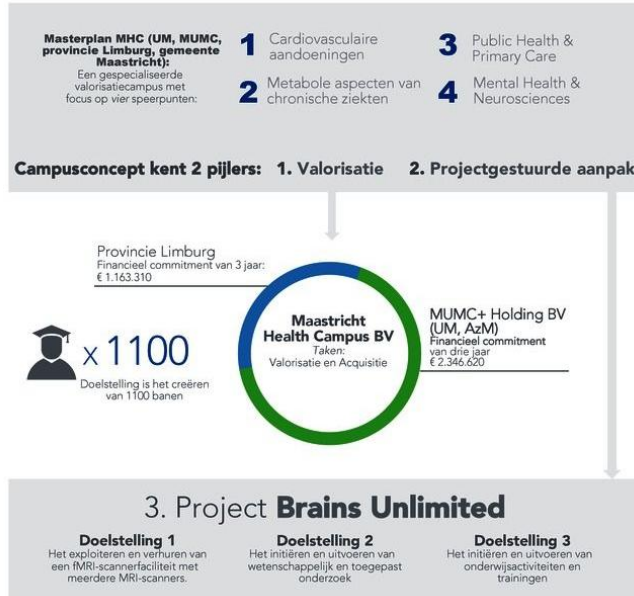 Masterplan MHC (UM, MUMC,
provincie Limburg, gemeente
Maastricht):
Een gespecialiseerde
valorisatiecampus met
focus op vier speerpunten:
1 Cardiovasculaire
aandoeningen
2 Metabole aspecten van
chronische ziekten
3 Public Health &
Primary Care
4 Mental Health &
Neurosciences
Campusconcept kent 2 pijlers: 1. Valorisatie 2. Projectgestuurde aanpak
Provincie Limburg
Financieel commitment van 3 jaar:
€ 1.163.310
x 1100
Doelstelling is het creëren
van 1100 banen
Maastricht
Health Campus BV
Taken:
Valorisatie en Acquisitie
MUMC+ Holding BV
(UM, AzM)
Financieel commitment
van drie jaar
€ 2.346.620
3. Project Brains Unlimited
Doelstelling 1
Het exploiteren en verhuren van
een fMRI-scannerfaciliteit met
meerdere MRI-scanners.
Doelstelling 2
Het initiëren en uitvoeren van
wetenschappelijk en toegepast
onderzoek
Doelstelling 3
Het initiëren en uitvoeren van
onderwijsactiviteiten en
trainingen